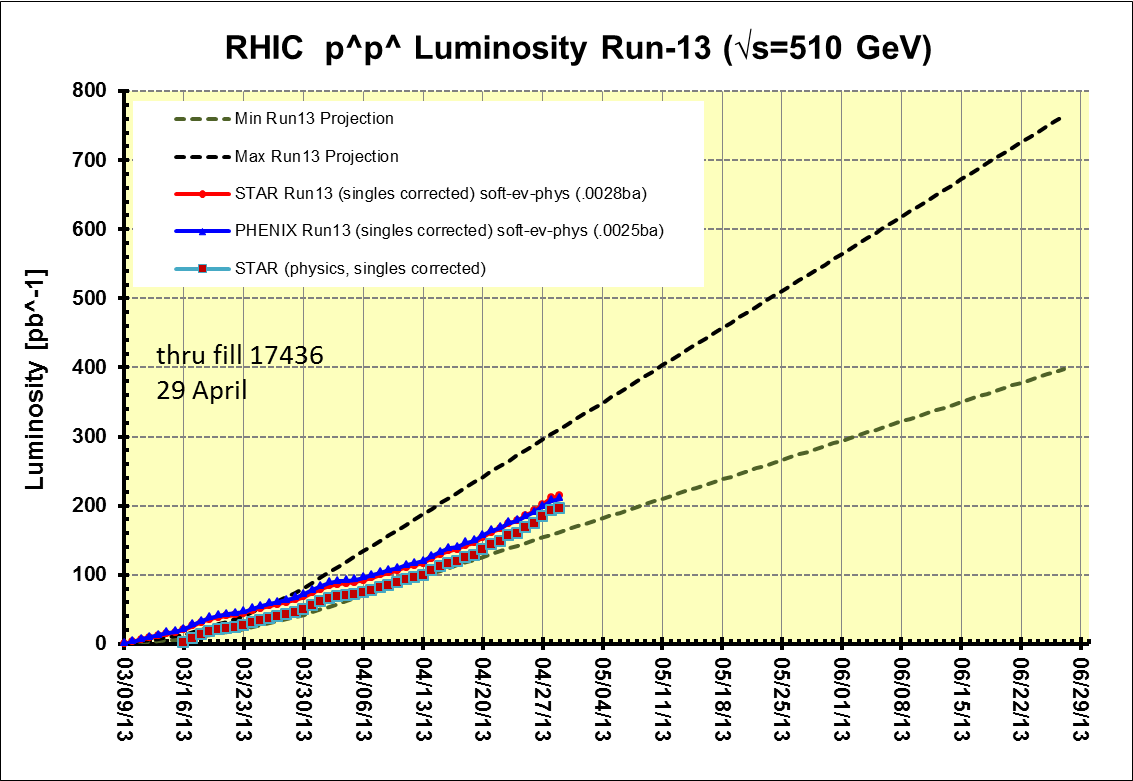 RHIC p^p^ Luminosity Run-13 (√s=510 GeV)
Luminosity [pb^-1]
800
700
600
500
400
300
200
100
0
Min Run13 Projection
Max Run13 Projection
STAR Run13 (singles corrected) soft-ev-phys (.0028ba)
PHENIX Run13 (singles corrected) soft-ev-phys (.0025ba)
STAR (physics, singles corrected)
thru fill 17436
29 April
03/09/13
03/16/13
03/23/13
03/30/13
04/06/13
04/13/13
04/20/13
04/27/13
05/04/13
05/11/13
05/18/13
05/25/13
06/01/13
06/08/13
06/15/13
06/22/13
06/29/13